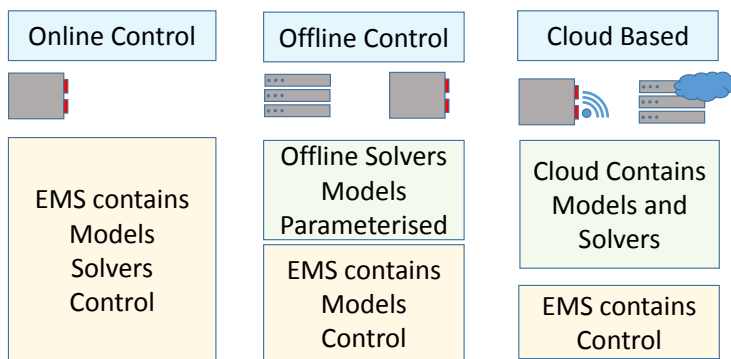 Online Control
Offline Control
Cloud Based
EMS contains
Models
Solvers
Control
Offline Solvers
Models
Parameterised
EMS contains
Models
Control
Cloud Contains
Models and
Solvers
EMS contains
Control